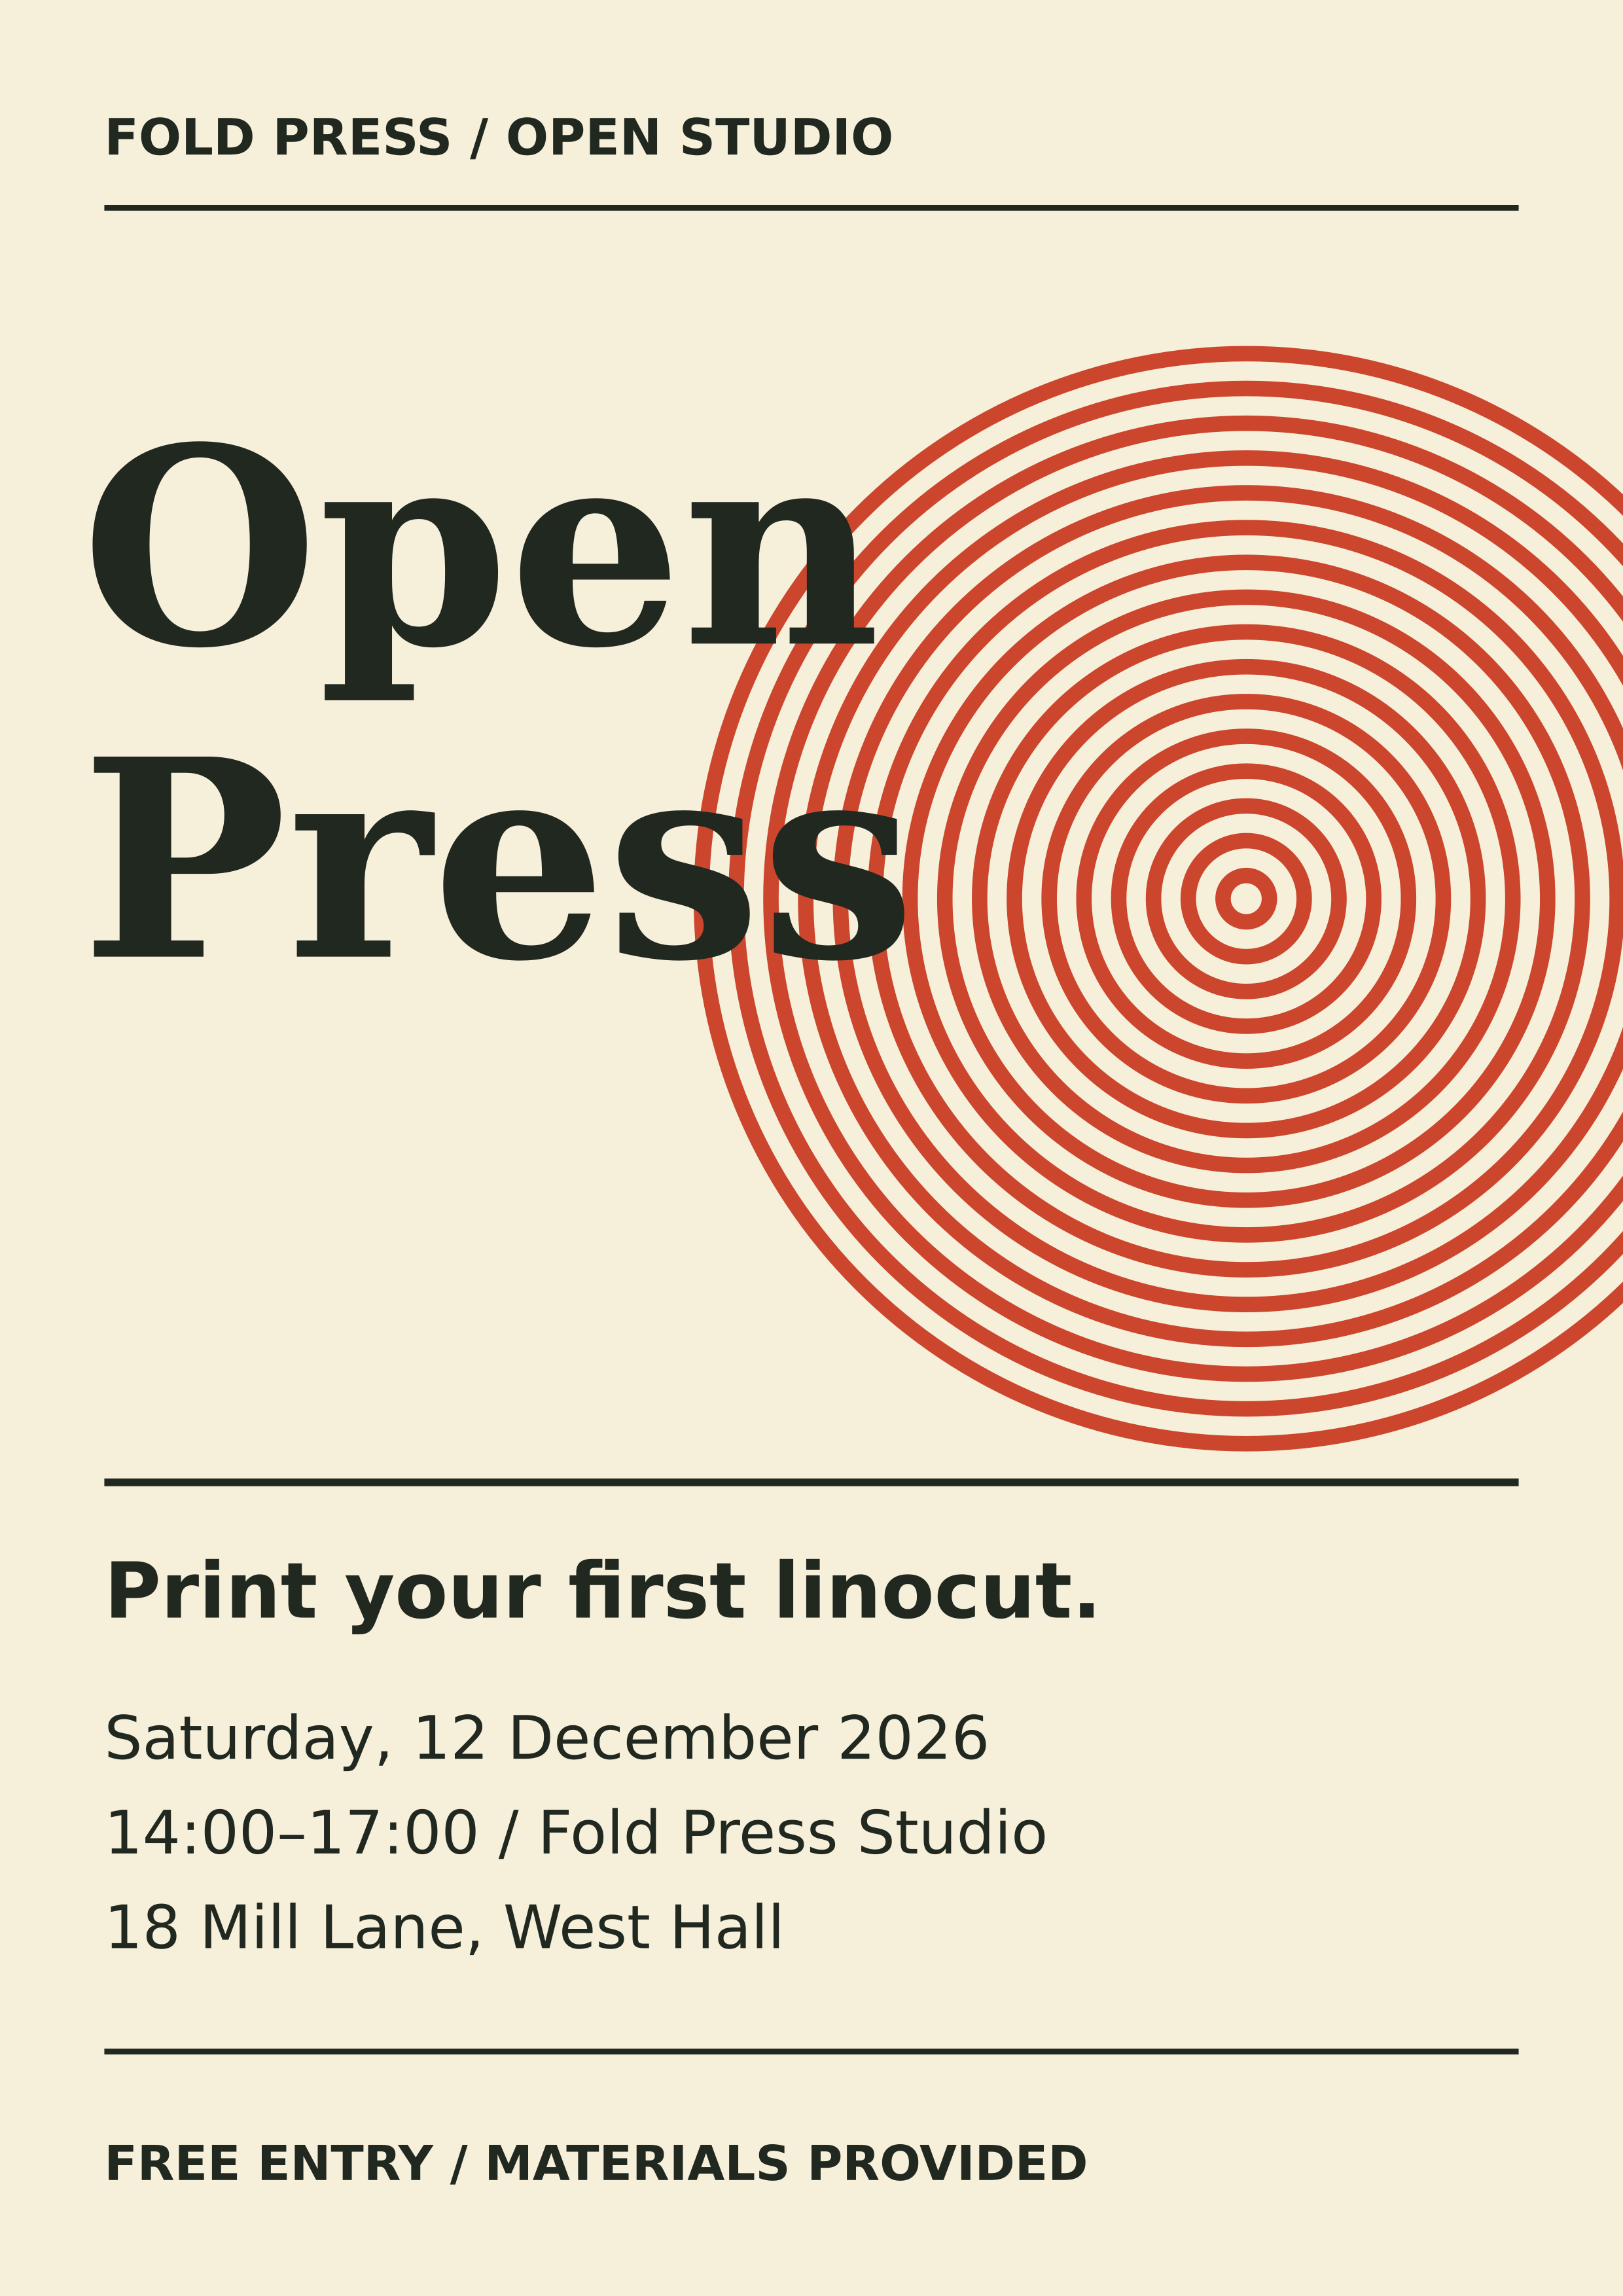 FOLD PRESS / OPEN STUDIO
Open
Press
Print your first linocut.
Saturday, 12 December 2026
14:00–17:00 / Fold Press Studio
18 Mill Lane, West Hall
FREE ENTRY / MATERIALS PROVIDED